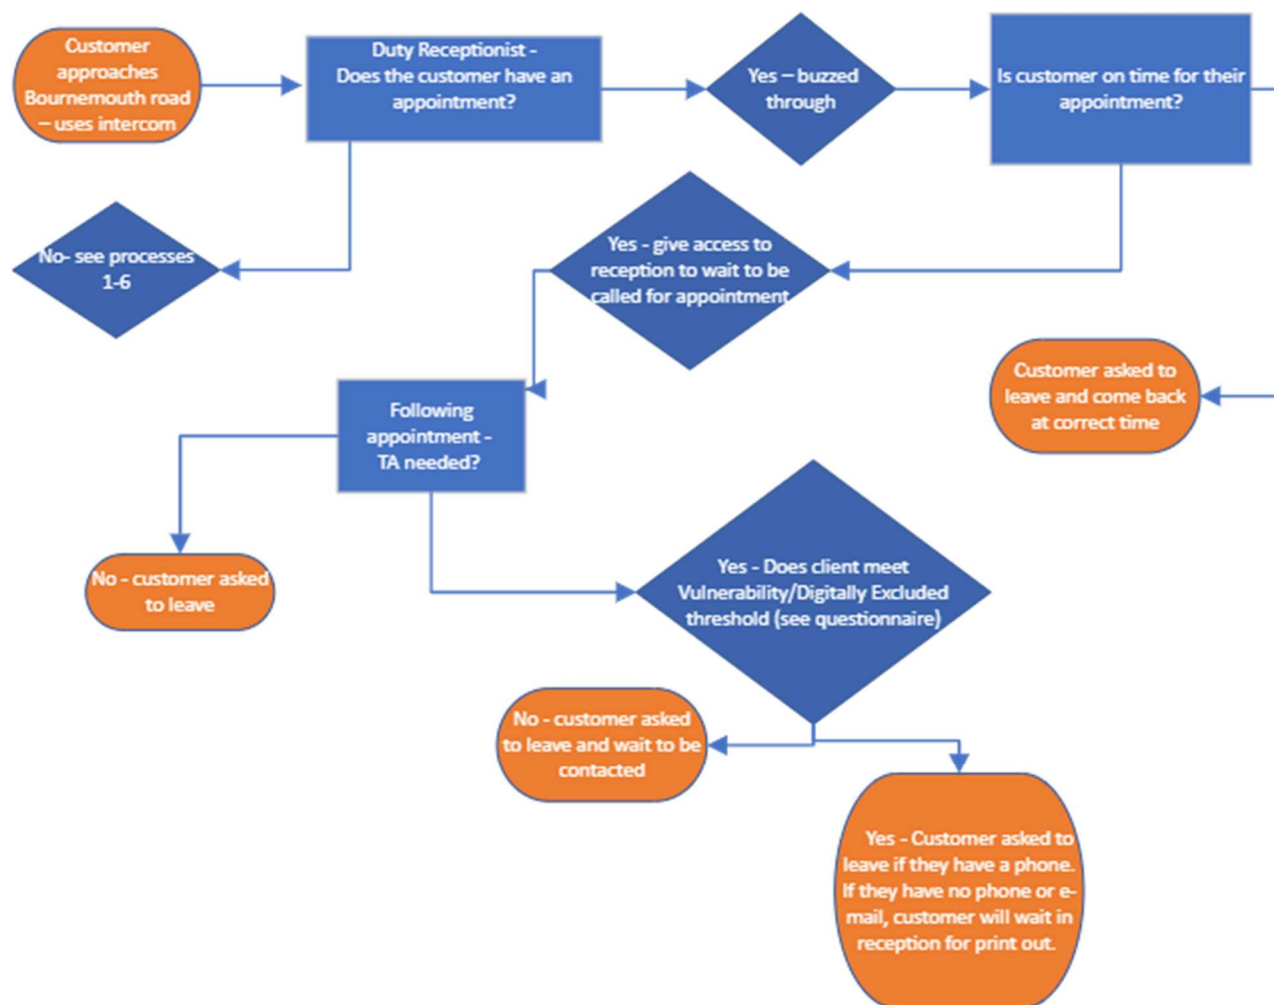 Customer
approaches
Bournemouth road
– uses intercom
Duty Receptionist -
Does the customer have an
appointment?
Yes – buzzed
through
Is customer on time for their
appointment?
No- see processes
1-6
Yes - give access to
reception to wait to be
called for appointment
Customer asked to
leave and come back
at correct time
Following
appointment -
TA needed?
No - customer asked
to leave
Yes - Does client meet
Vulnerability/Digitally Excluded
threshold (see questionnaire)
No - customer asked
to leave and wait to be
contacted
Yes - Customer asked to
leave if they have a phone.
If they have no phone or e-
mail, customer will wait in
reception for print out.